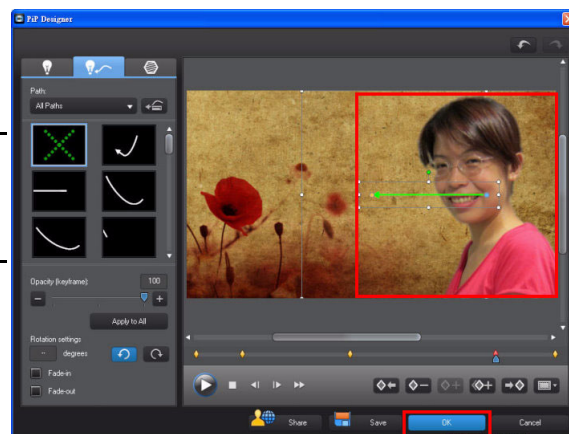 PiP Designer
Path:
All Paths
Opacity (keyframe):
100
Apply to All
Rotation settings
degrees
Fade-in
Fade-out
Share
Save
OK
Cancel